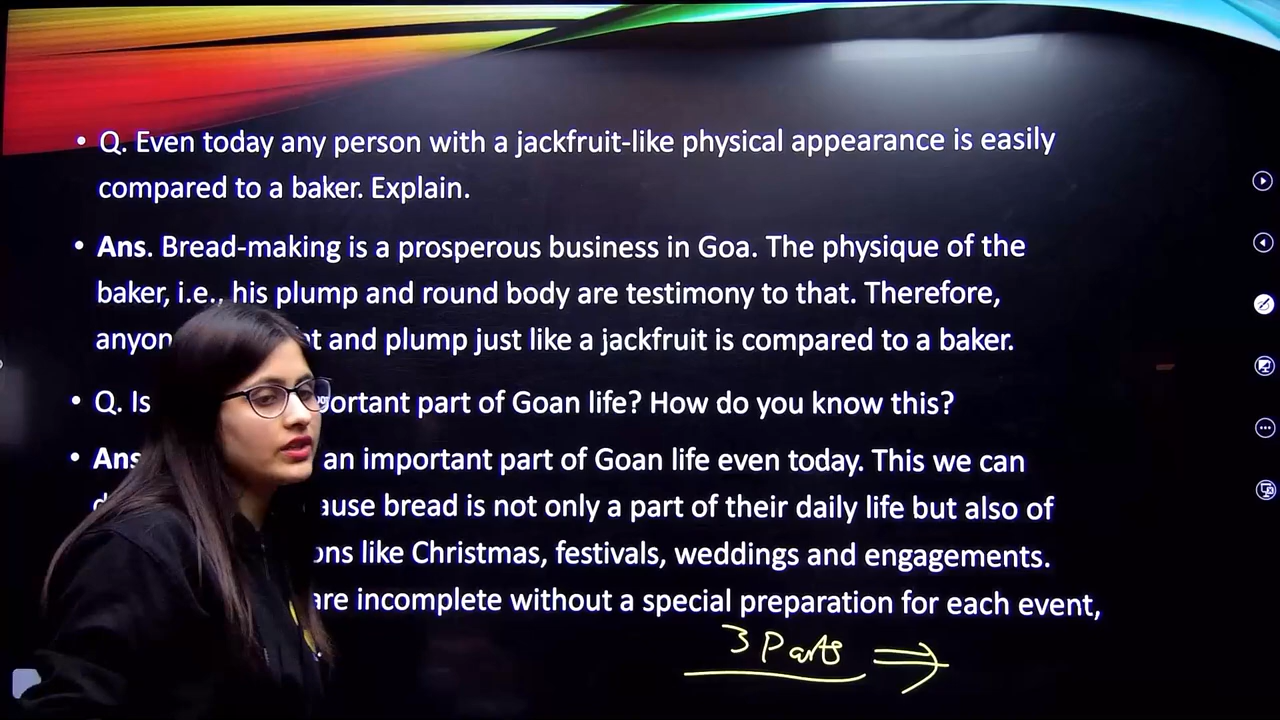 • Q. Even today any person with a jackfruit-like physical appearance is easily
compared to a baker. Explain.
• Ans. Bread-making is a prosperous business in Goa. The physique of the
baker, i.e., his plump and round body are testimony to that. Therefore,
and plump just like a jackfruit is compared to a baker.
• Q. Is part of Goan life? How do you know this?
• an important part of Goan life even today. This we can
bread is not only a part of their daily life but also of
like Christmas, festivals, weddings and engagements.
are incomplete without a special preparation for each event,
3 Parts ⇒